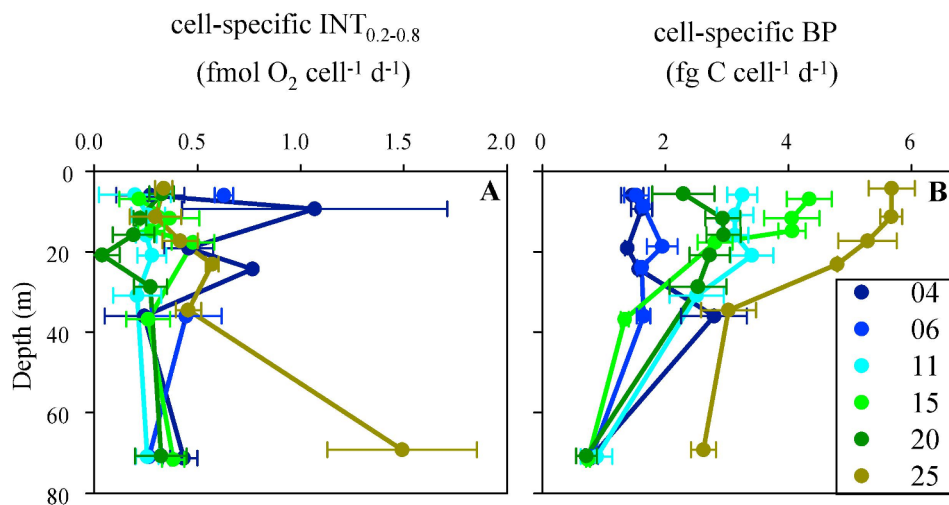 cell-specific INT0.2-0.8
(fmol O2 cell-1 d-1)
cell-specific BP
(fg C cell-1 d-1)
0.0 0.5 1.0 1.5 2.0
0 2 4 6
A
B
Depth (m)
0
20
40
60
80
04
06
11
15
20
25